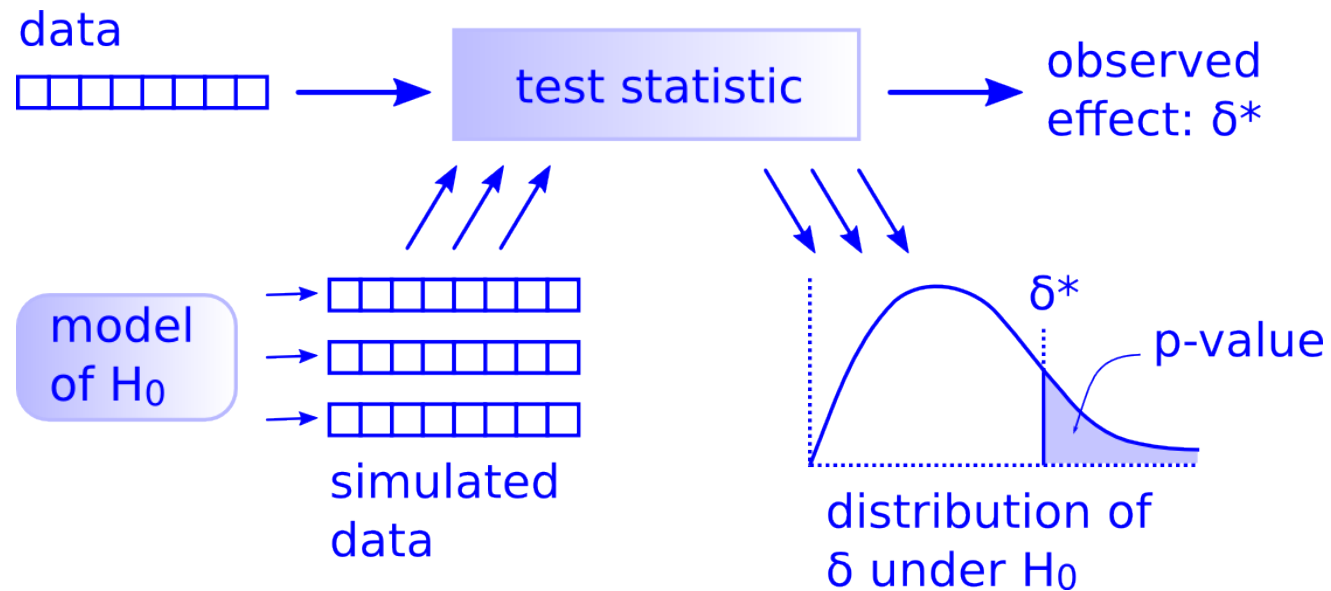 data
test statistic
observed
effect: δ*
model
of H₀
simulated
data
δ*
p-value
distribution of
δ under H₀